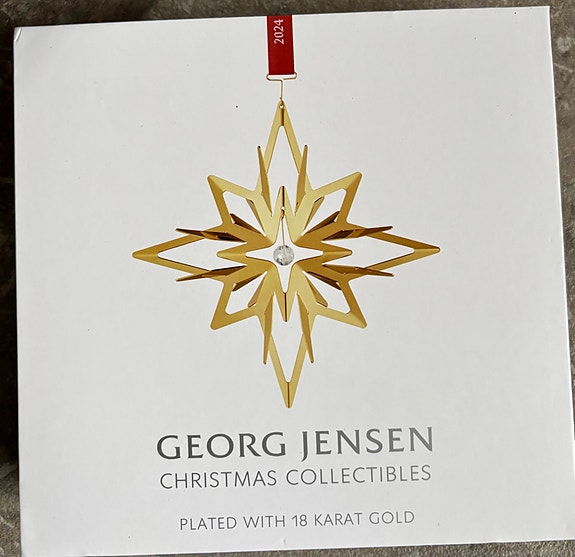 2024
GEORG JENSEN
CHRISTMAS COLLECTIBLES
PLATED WITH 18 KARAT GOLD